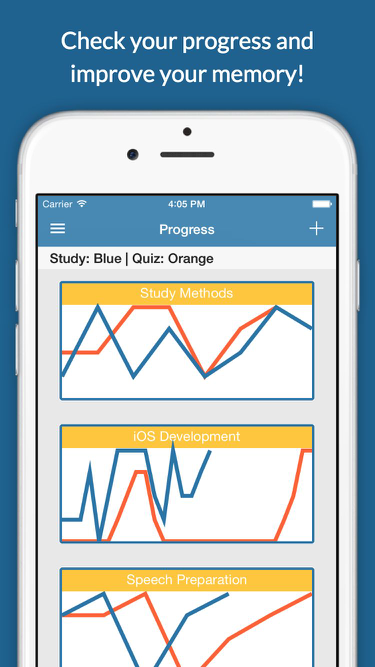 Check your progress and
improve your memory!
Carrier 4:05 PM
Progress
Study: Blue | Quiz: Orange
Study Methods
iOS Development
Speech Preparation